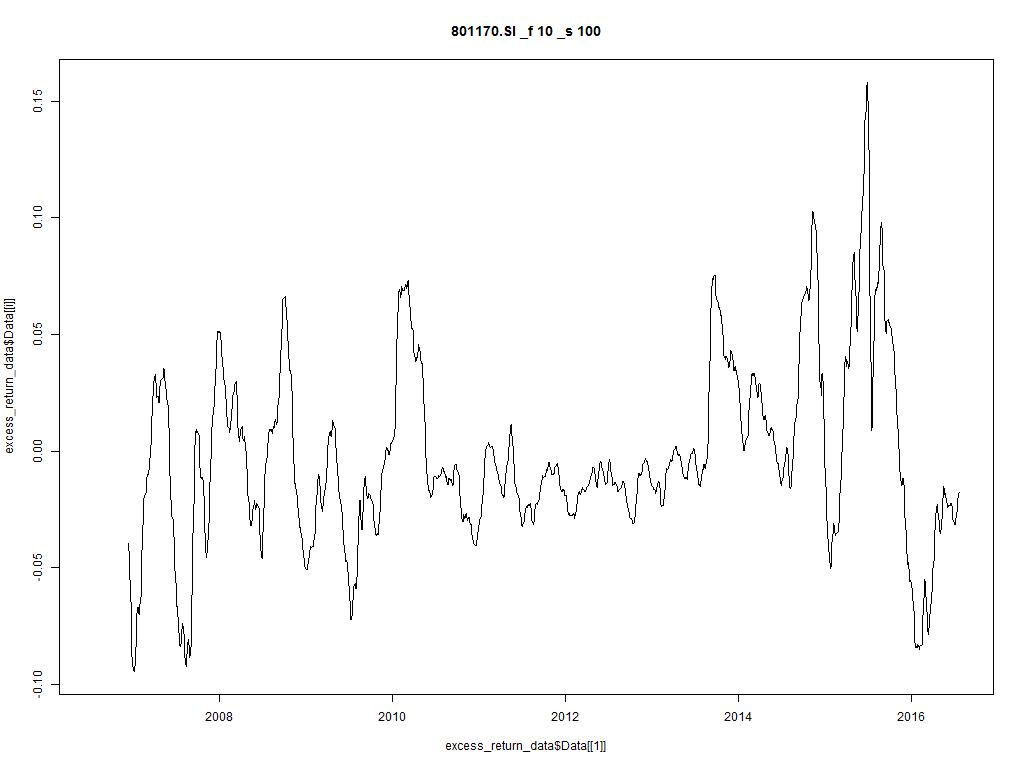 801170.SI _f 10 _s 100
excess_return_data$Data[[i]]
0.15
0.10
0.05
0.00
-0.05
-0.10
2008 2010 2012 2014 2016
excess_return_data$Data[[1]]